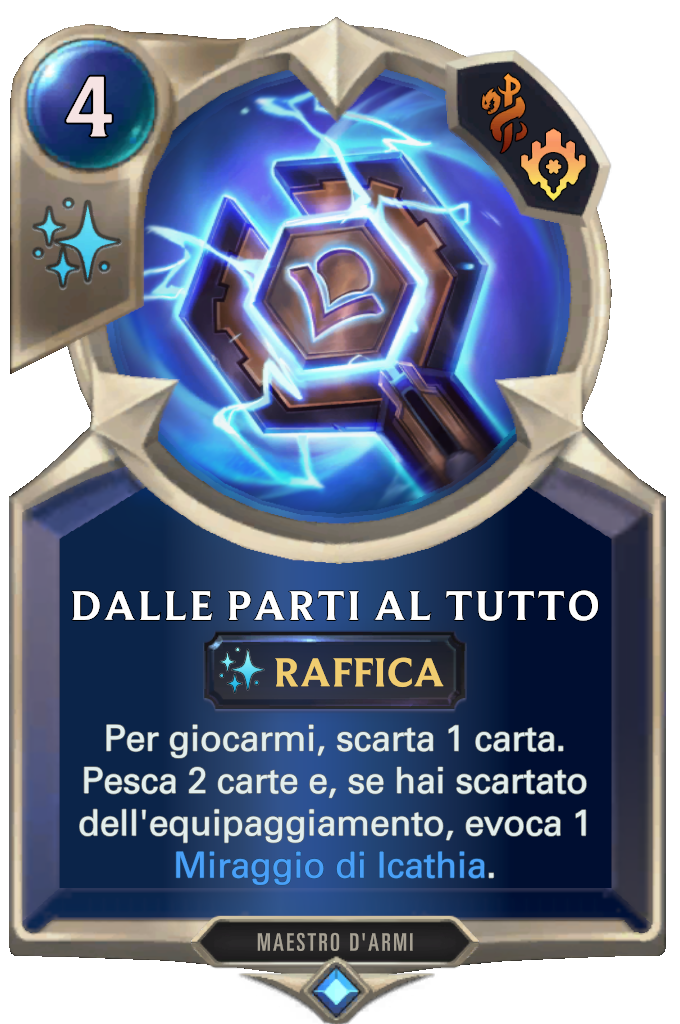 4
DALLE PARTI AL TUTTO
RAFFICA
Per giocarmi, scarta 1 carta.
Pesca 2 carte e, se hai scartato
dell'equipaggiamento, evoca 1
Miraggio di Icathia.
MAESTRO D'ARMI